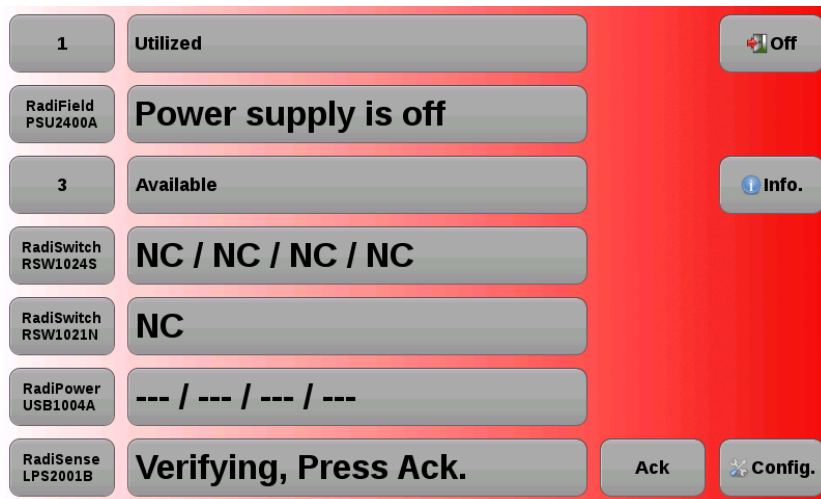 1 Utilized Off
RadiField
PSU2400A
Power supply is off
3 Available Info.
RadiSwitch
RSW1024S
NC / NC / NC / NC
RadiSwitch
RSW1021N
NC
RadiPower
USB1004A
--- / --- / --- / ---
RadiSense
LPS2001B
Verifying, Press Ack. Ack Config.